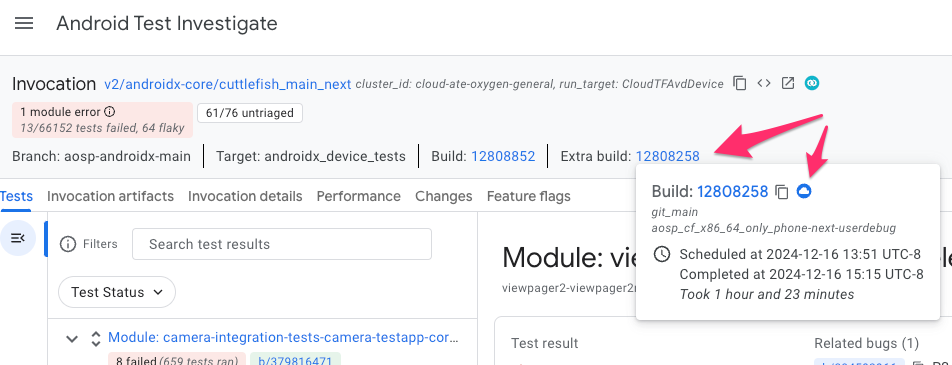 Android Test Investigate
Invocation v2/androidx-core/cuttlefish_main_next cluster_id: cloud-ate-oxygen-general, run_target: CloudTFAvdDevice
1 module error
13/66152 tests failed, 64 flaky
61/76 untriaged
Branch: aosp-androidx-main Target: androidx_device_tests Build: 12808852 Extra build: 12808258
Tests Invocation artifacts Invocation details Performance Changes Feature flags
Build: 12808258
git_main
aosp_cf_x86_64_only_phone-next-userdebug
Scheduled at 2024-12-16 13:51 UTC-8
Completed at 2024-12-16 15:15 UTC-8
Took 1 hour and 23 minutes
Filters Search test results
Test Status
Module: camera-integration-tests-camera-testapp-cor...
8 failed (659 tests ran) b/379816471
Module:
viewpager2-viewpager2
Test result
Related bugs (1)